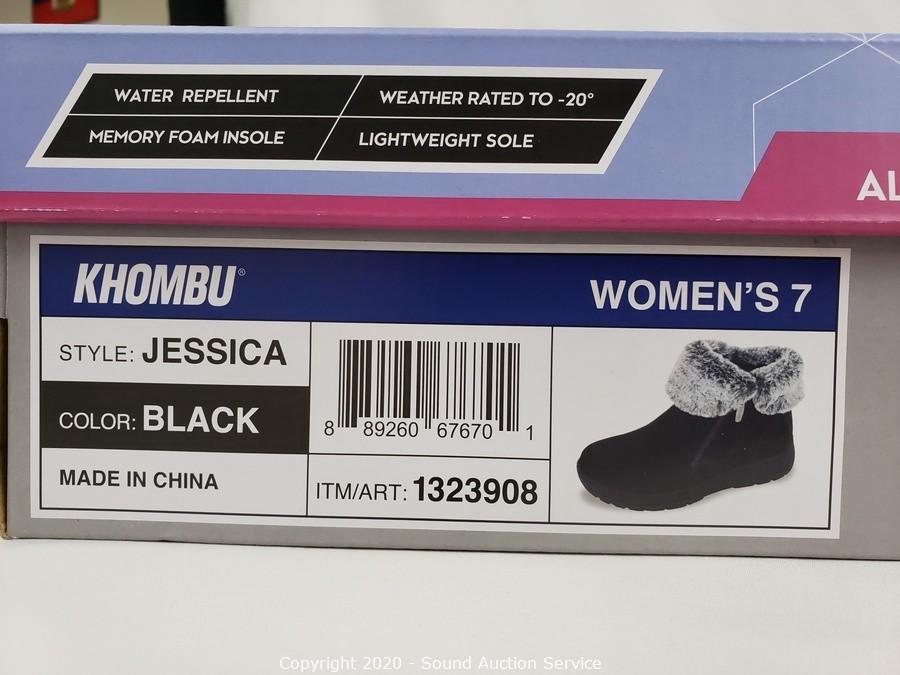 WATER REPELLENT
WEATHER RATED TO -20°
MEMORY FOAM INSOLE
LIGHTWEIGHT SOLE
AL
KHOMBU®
WOMEN'S 7
STYLE: JESSICA
COLOR: BLACK
MADE IN CHINA
8 89260 67670 1
ITM/ART: 1323908
Copyright 2020 - Sound Auction Service